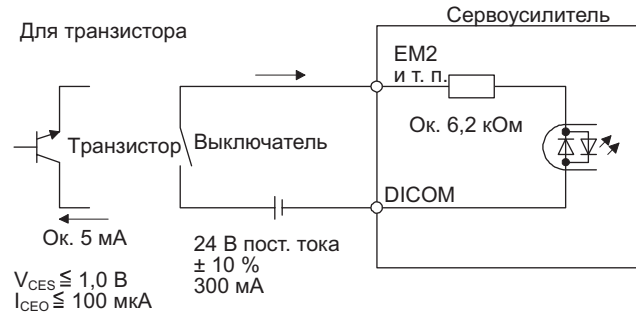 Сервоусилитель
Для транзистора
EM2
и т. п.
Ок. 6,2 кОм
Транзистор
Выключатель
DICOM
Ок. 5 мА
24 В пост. тока
± 10 %
300 мА
VCES ≦ 1,0 В
ICEO ≦ 100 мкА